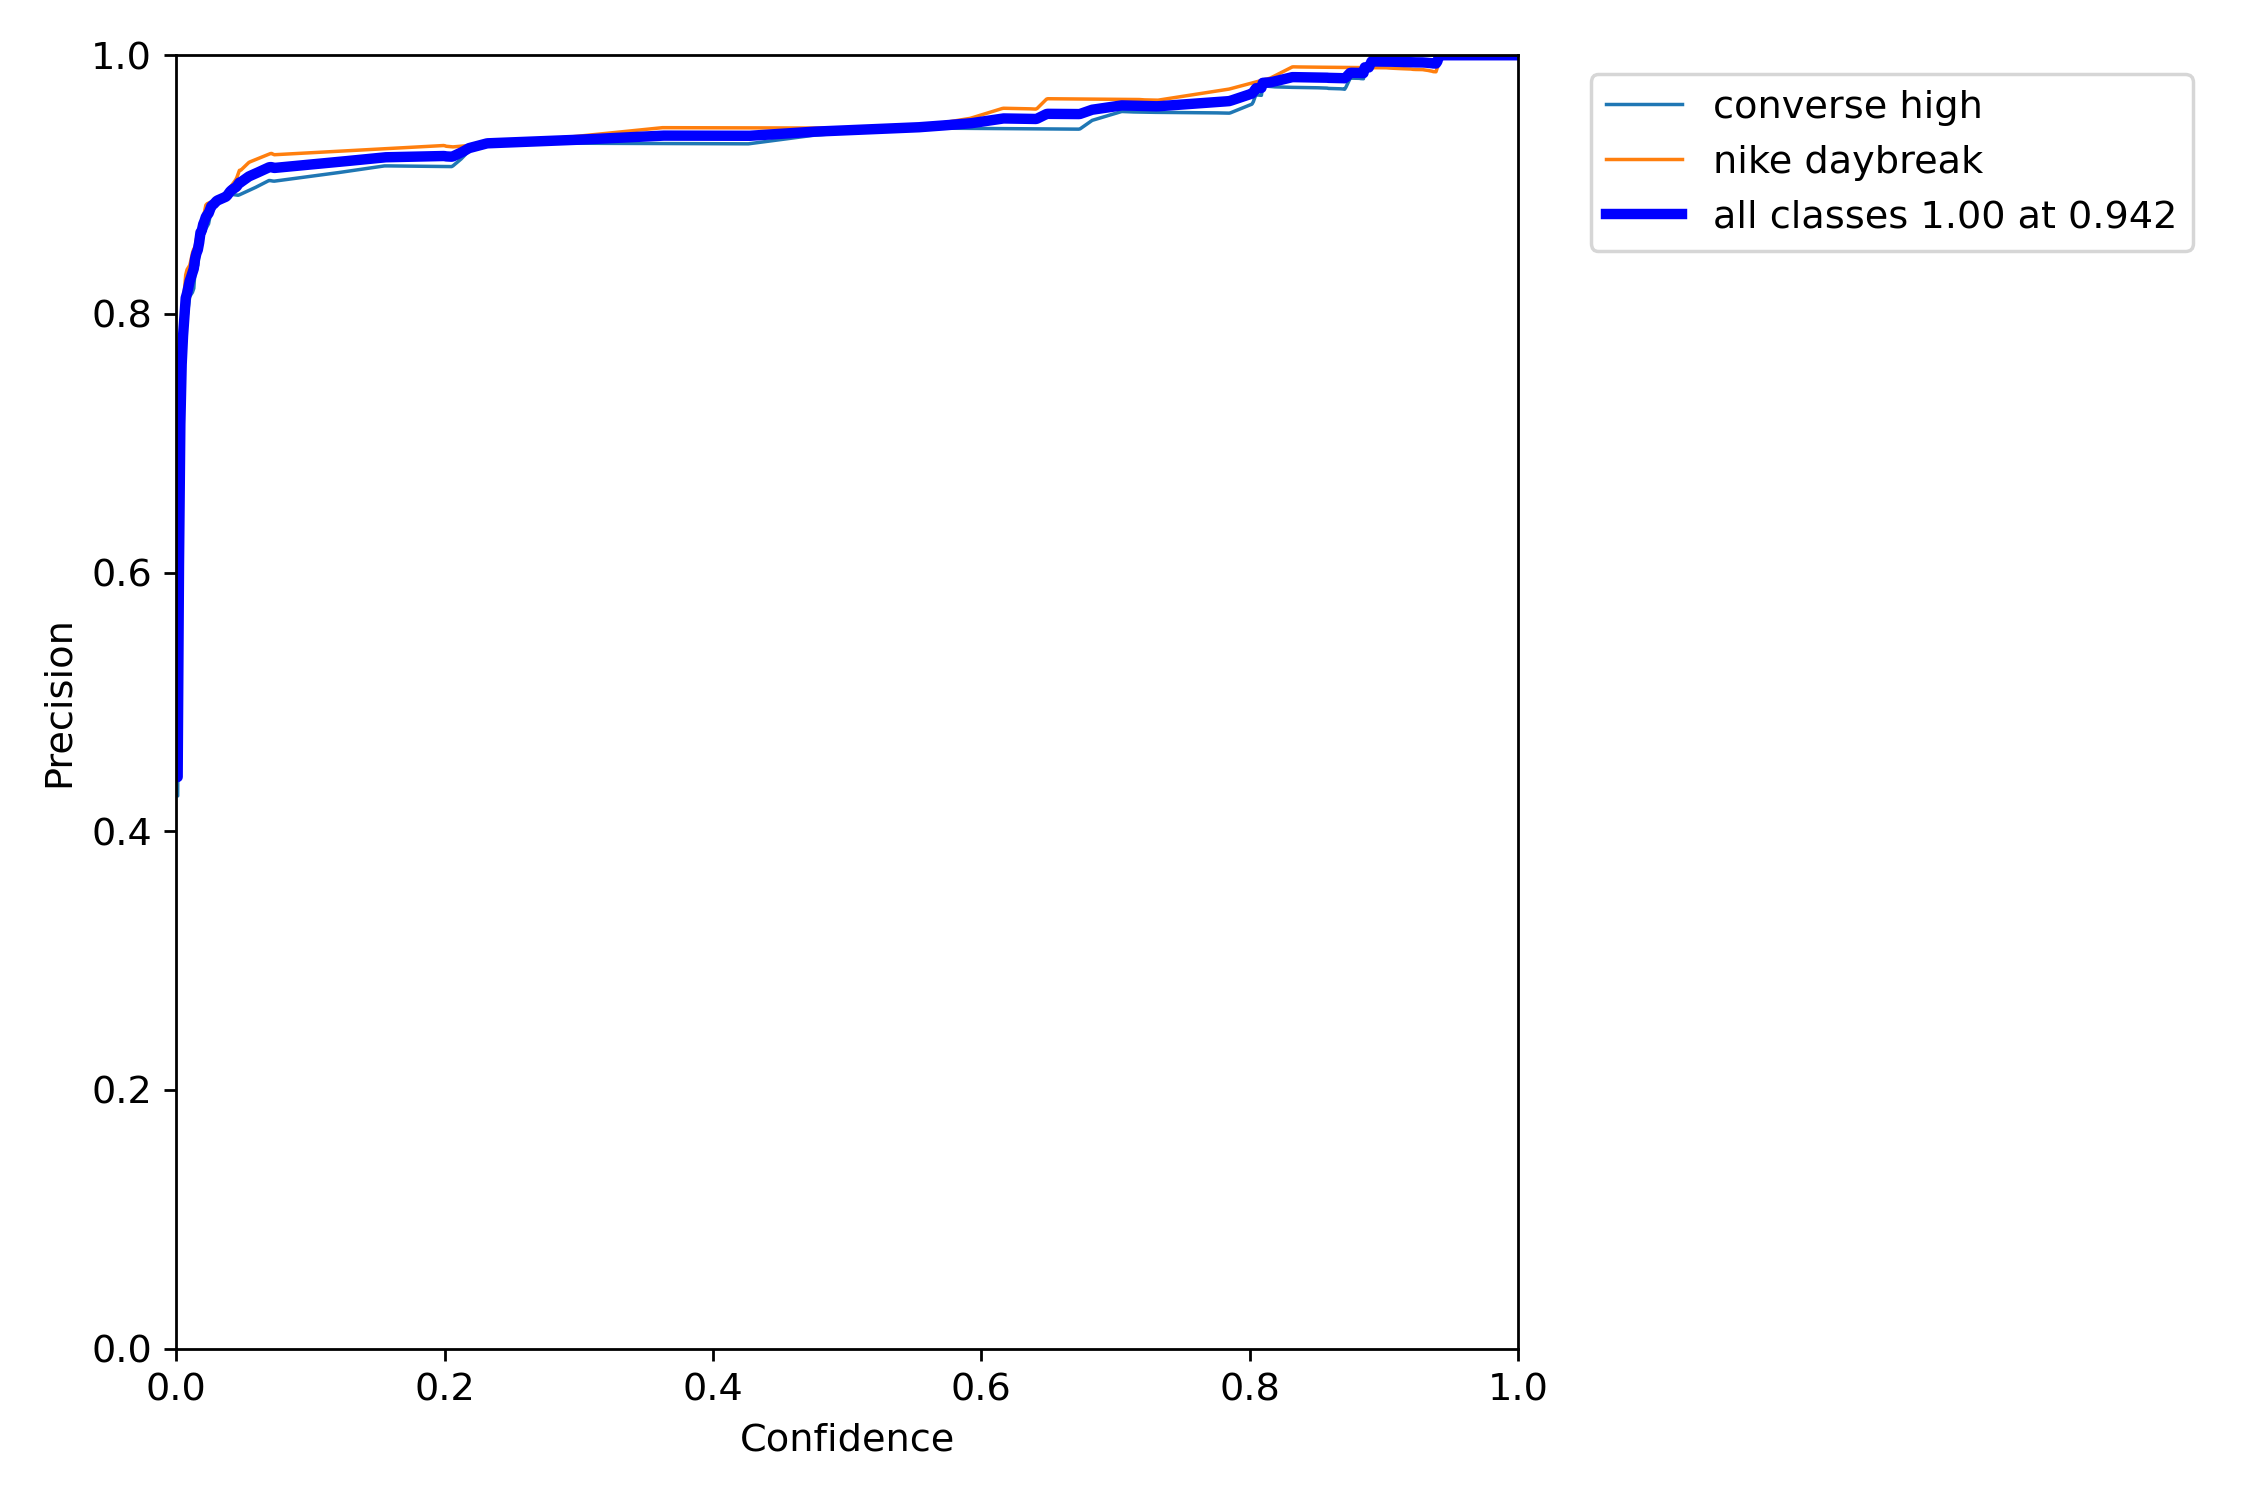 1.0
0.8
0.6
0.4
0.2
0.0
Precision
0.0 0.2 0.4 0.6 0.8 1.0
Confidence
converse high
nike daybreak
all classes 1.00 at 0.942